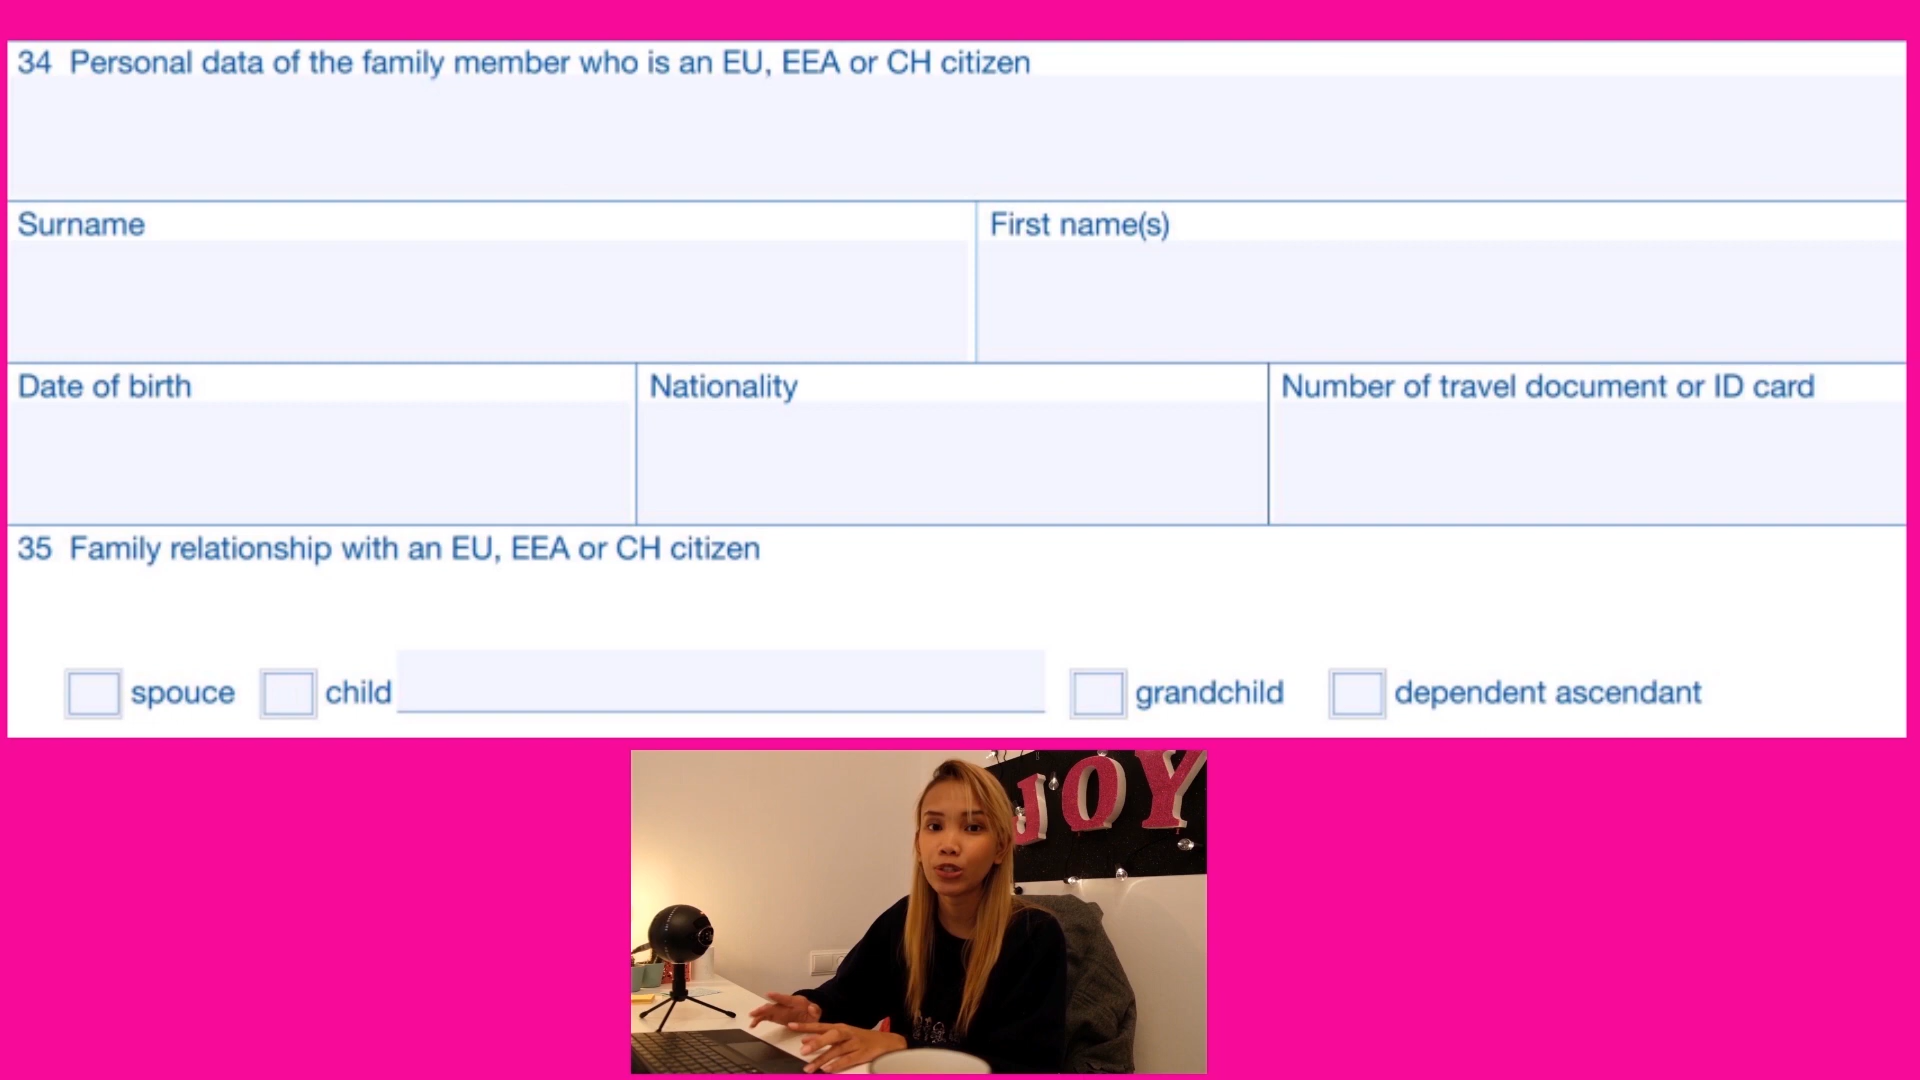 34 Personal data of the family member who is an EU, EEA or CH citizen
Surname
First name(s)
Date of birth
Nationality
Number of travel document or ID card
35 Family relationship with an EU, EEA or CH citizen
spouce
child
grandchild
dependent ascendant
JOY